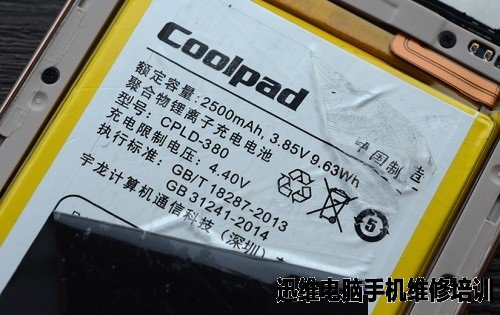 Coolpad
额定容量: 2500mAh, 3.85V 9.63Wh
聚合物锂离子充电电池
型号: CPLD-380
充电限制电压: 4.40V
执行标准: GB/T 18287-2013
GB 31241-2014
宇龙计算机通信科技 (深圳)
中国制造
5
迅维电脑手机维修培训